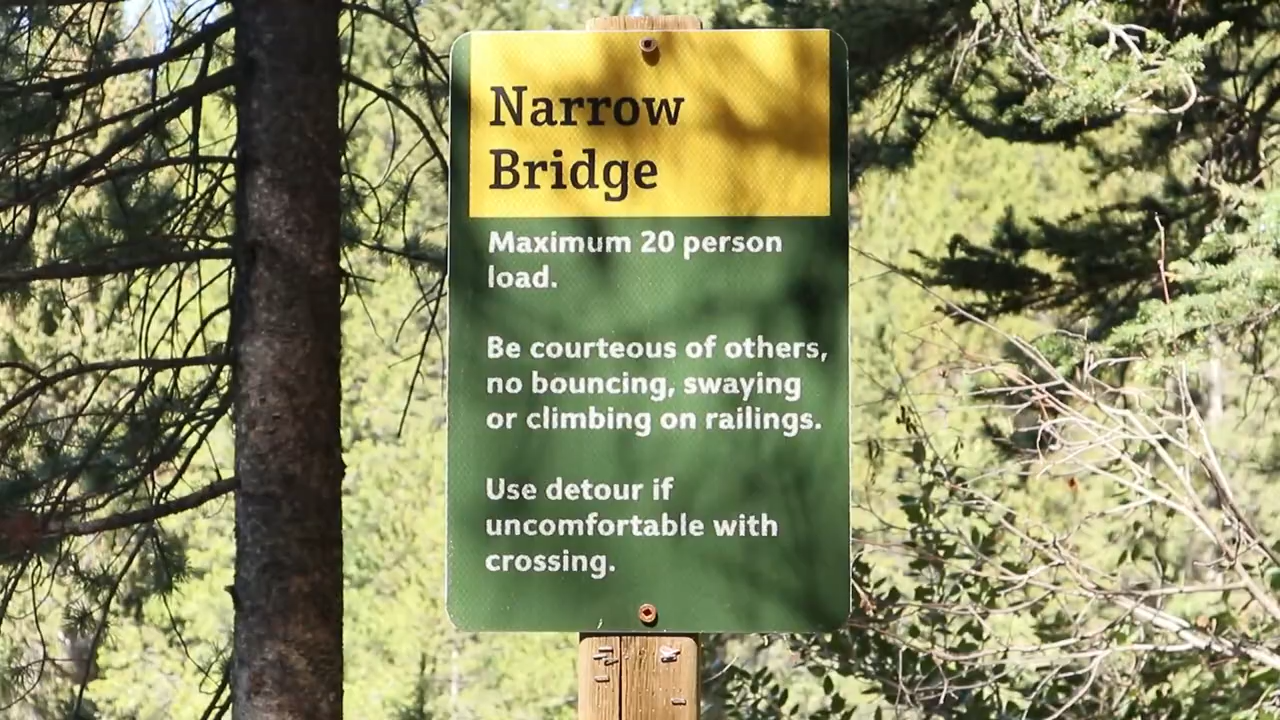 Narrow
Bridge
Maximum 20 person
load.
Be courteous of others,
no bouncing, swaying
or climbing on railings.
Use detour if
uncomfortable with
crossing.